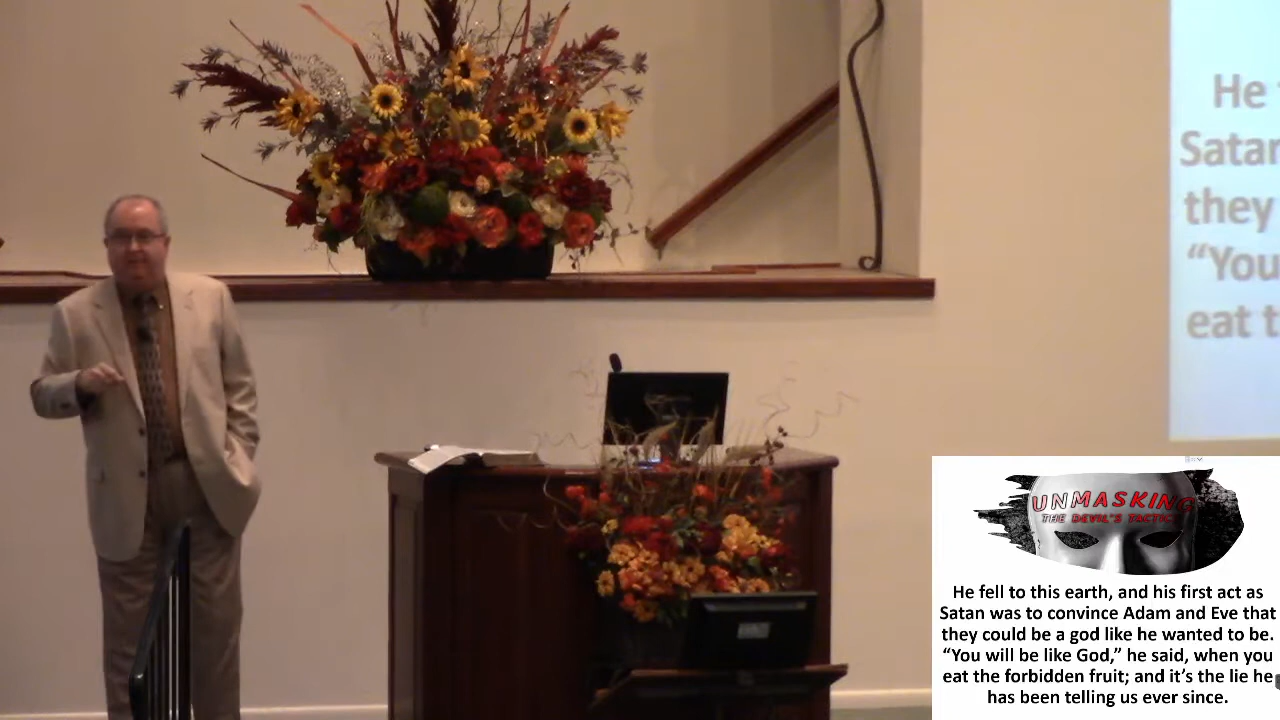 He
Satan
they
"You
eat t
UNMASKING
THE DEVIL'S TACTIC
He fell to this earth, and his first act as
Satan was to convince Adam and Eve that
they could be a god like he wanted to be.
"You will be like God," he said, when you
eat the forbidden fruit; and it's the lie he
has been telling us ever since.